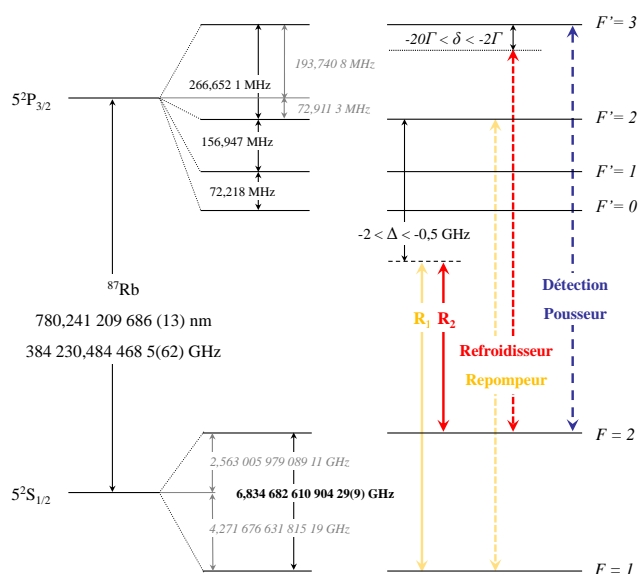 F' = 3
193,740 8 MHz
-20Γ < δ < -2Γ
266,652 1 MHz
5²P3/2
72,911 3 MHz
F' = 2
156,947 MHz
F' = 1
72,218 MHz
F' = 0
-2 < Δ < -0,5 GHz
⁸⁷Rb
Détection
780,241 209 686 (13) nm
R₁ R₂
Pousseur
384 230,484 468 5(62) GHz
Refroidisseur
Repompeur
F = 2
2,563 005 979 089 11 GHz
5²S1/2
6,834 682 610 904 29(9) GHz
4,271 676 631 815 19 GHz
F = 1